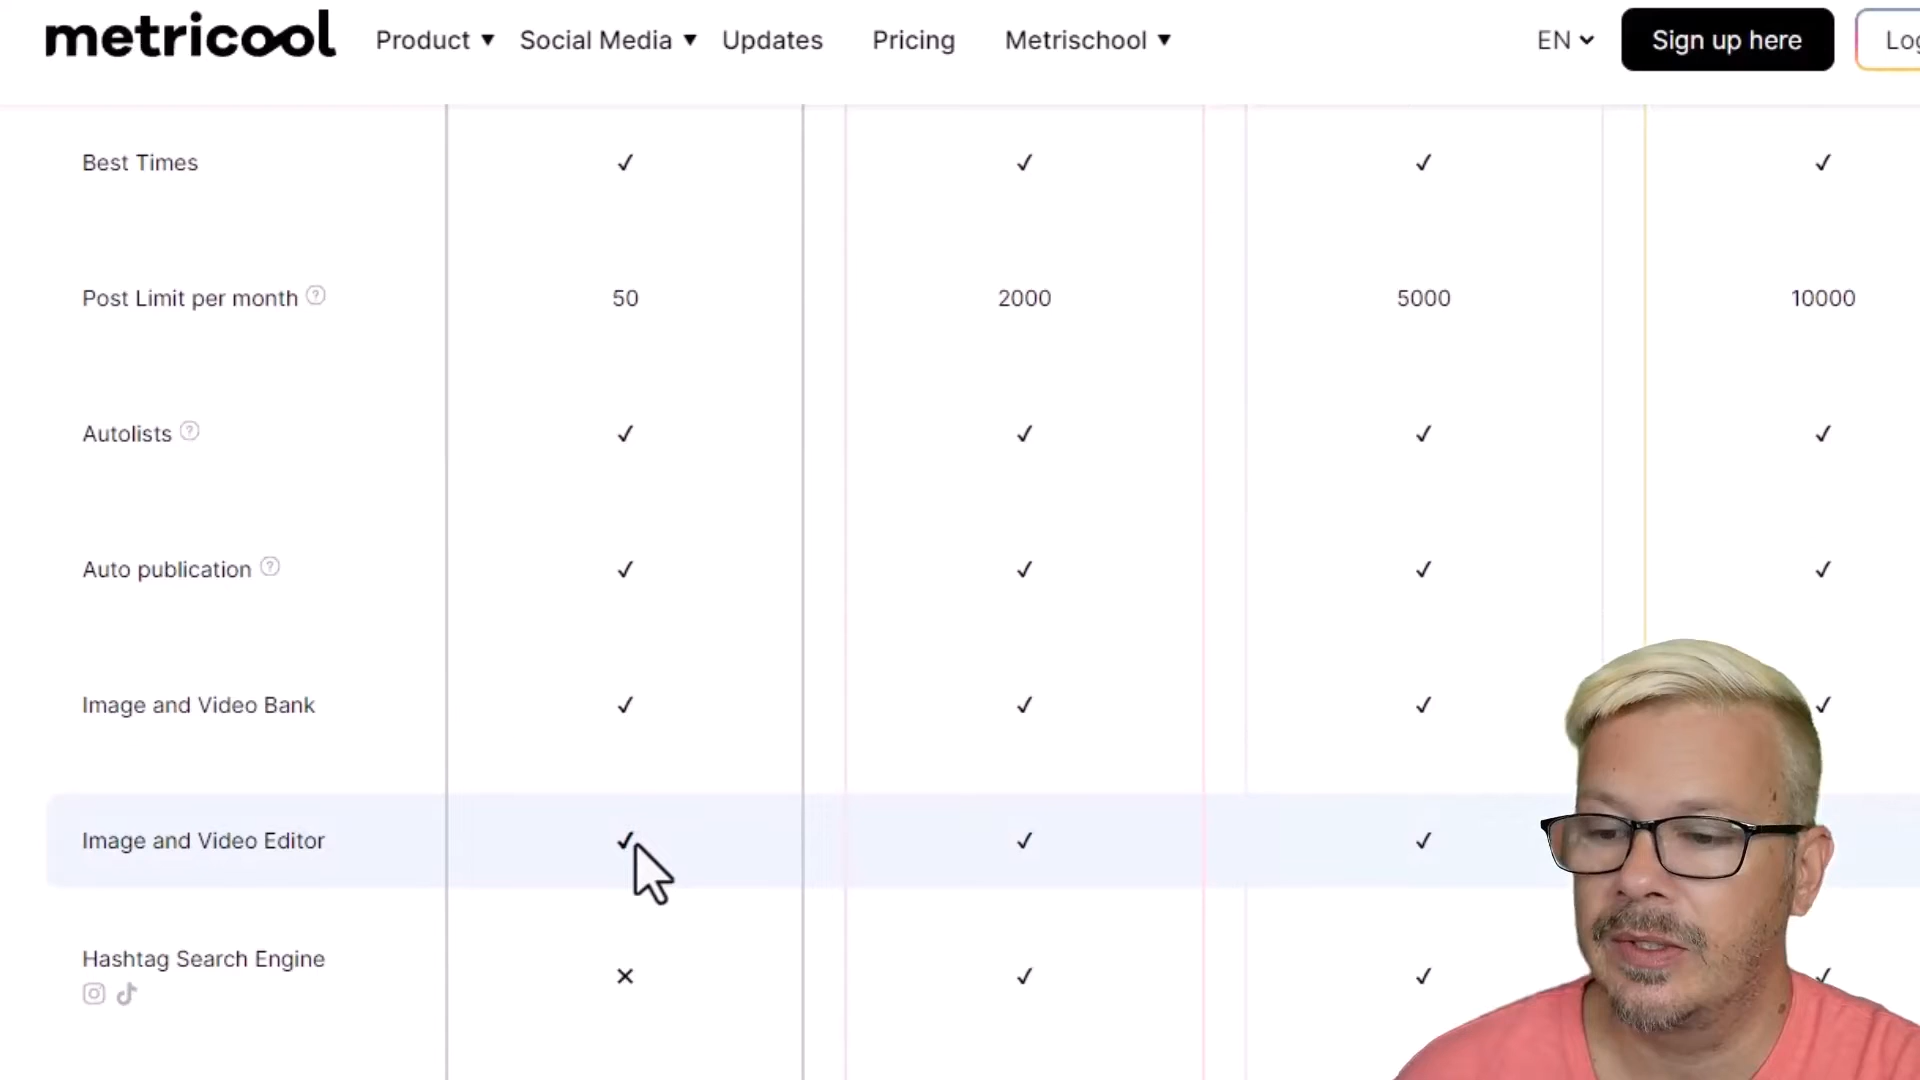 metricool Product ▼ Social Media ▼ Updates Pricing Metrischool ▼ EN Sign up here Log
Best Times ✓ ✓ ✓ ✓
Post Limit per month ? 50 2000 5000 10000
Autolists ? ✓ ✓ ✓ ✓
Auto publication ? ✓ ✓ ✓ ✓
Image and Video Bank ✓ ✓ ✓ ✓
Image and Video Editor ✓ ✓ ✓
Hashtag Search Engine ✕ ✓ ✓ ✓